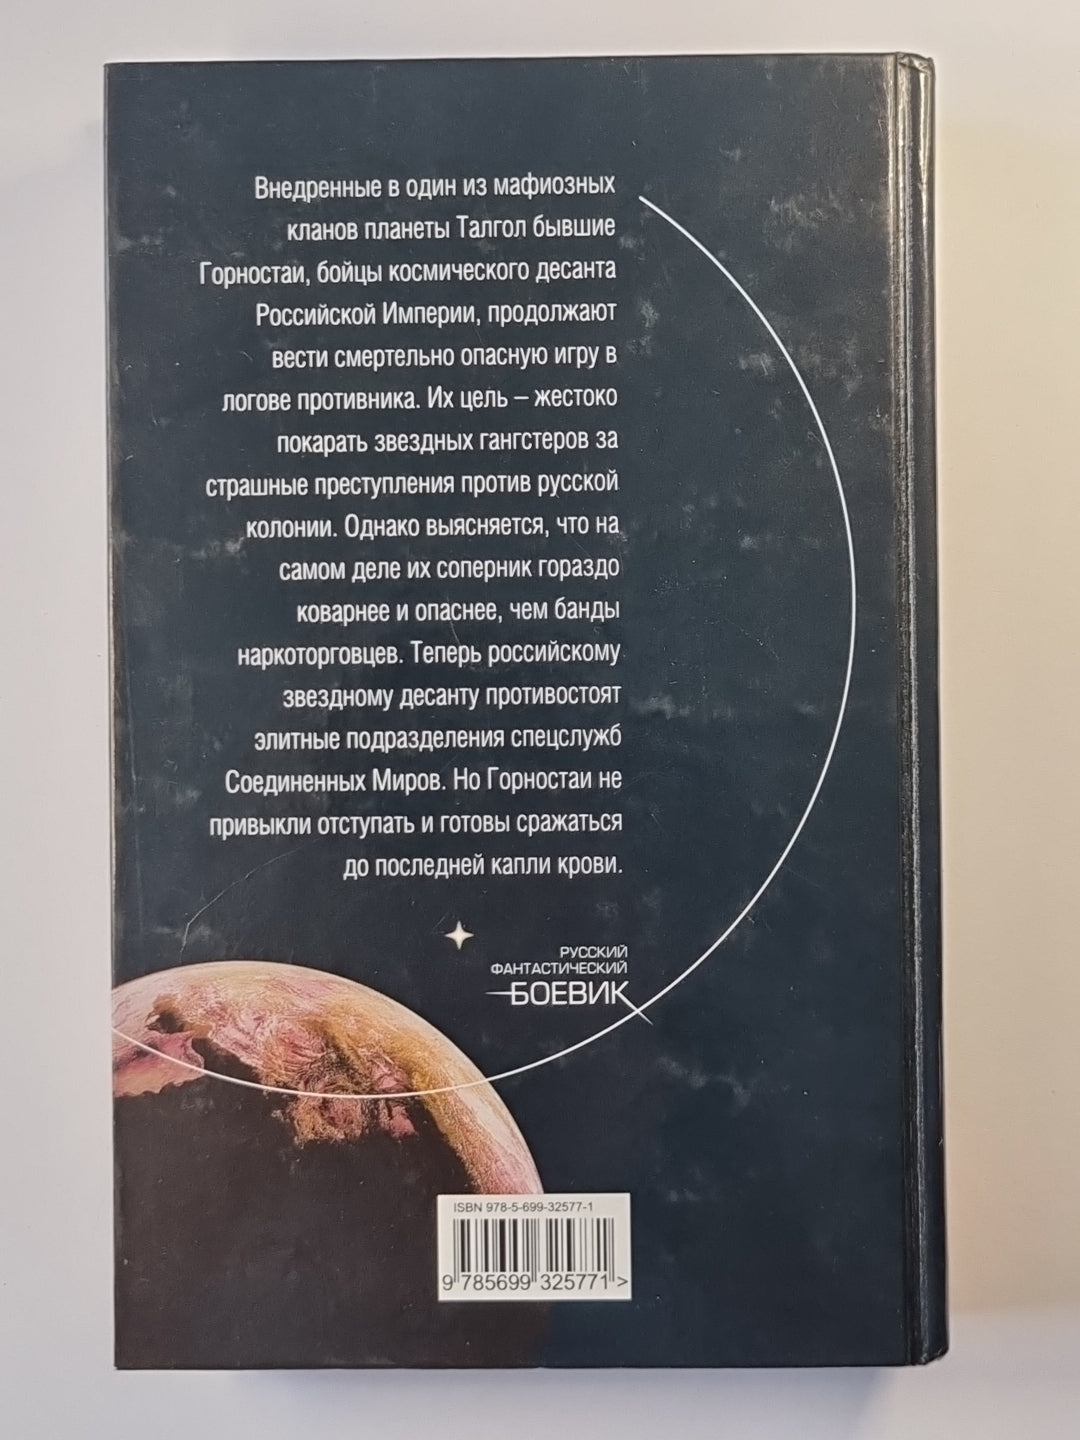 Внедренные в один из мафиозных
кланов планеты Талгол бывшие
Горностаи, бойцы космического десанта
Российской Империи, продолжают
вести смертельно опасную игру в
логове противника. Их цель – жестоко
покарать звездных гангстеров за
страшные преступления против русской
колонии. Однако выясняется, что на
самом деле их соперник гораздо
коварнее и опаснее, чем банды
наркоторговцев. Теперь российскому
звездному десанту противостоят
элитные подразделения спецслужб
Соединенных Миров. Но Горностаи не
привыкли отступать и готовы сражаться
до последней капли крови.
РУССКИЙ
ФАНТАСТИЧЕСКИЙ
БОЕВИК
ISBN 978-5-699-32577-1
9 785699 325771 >